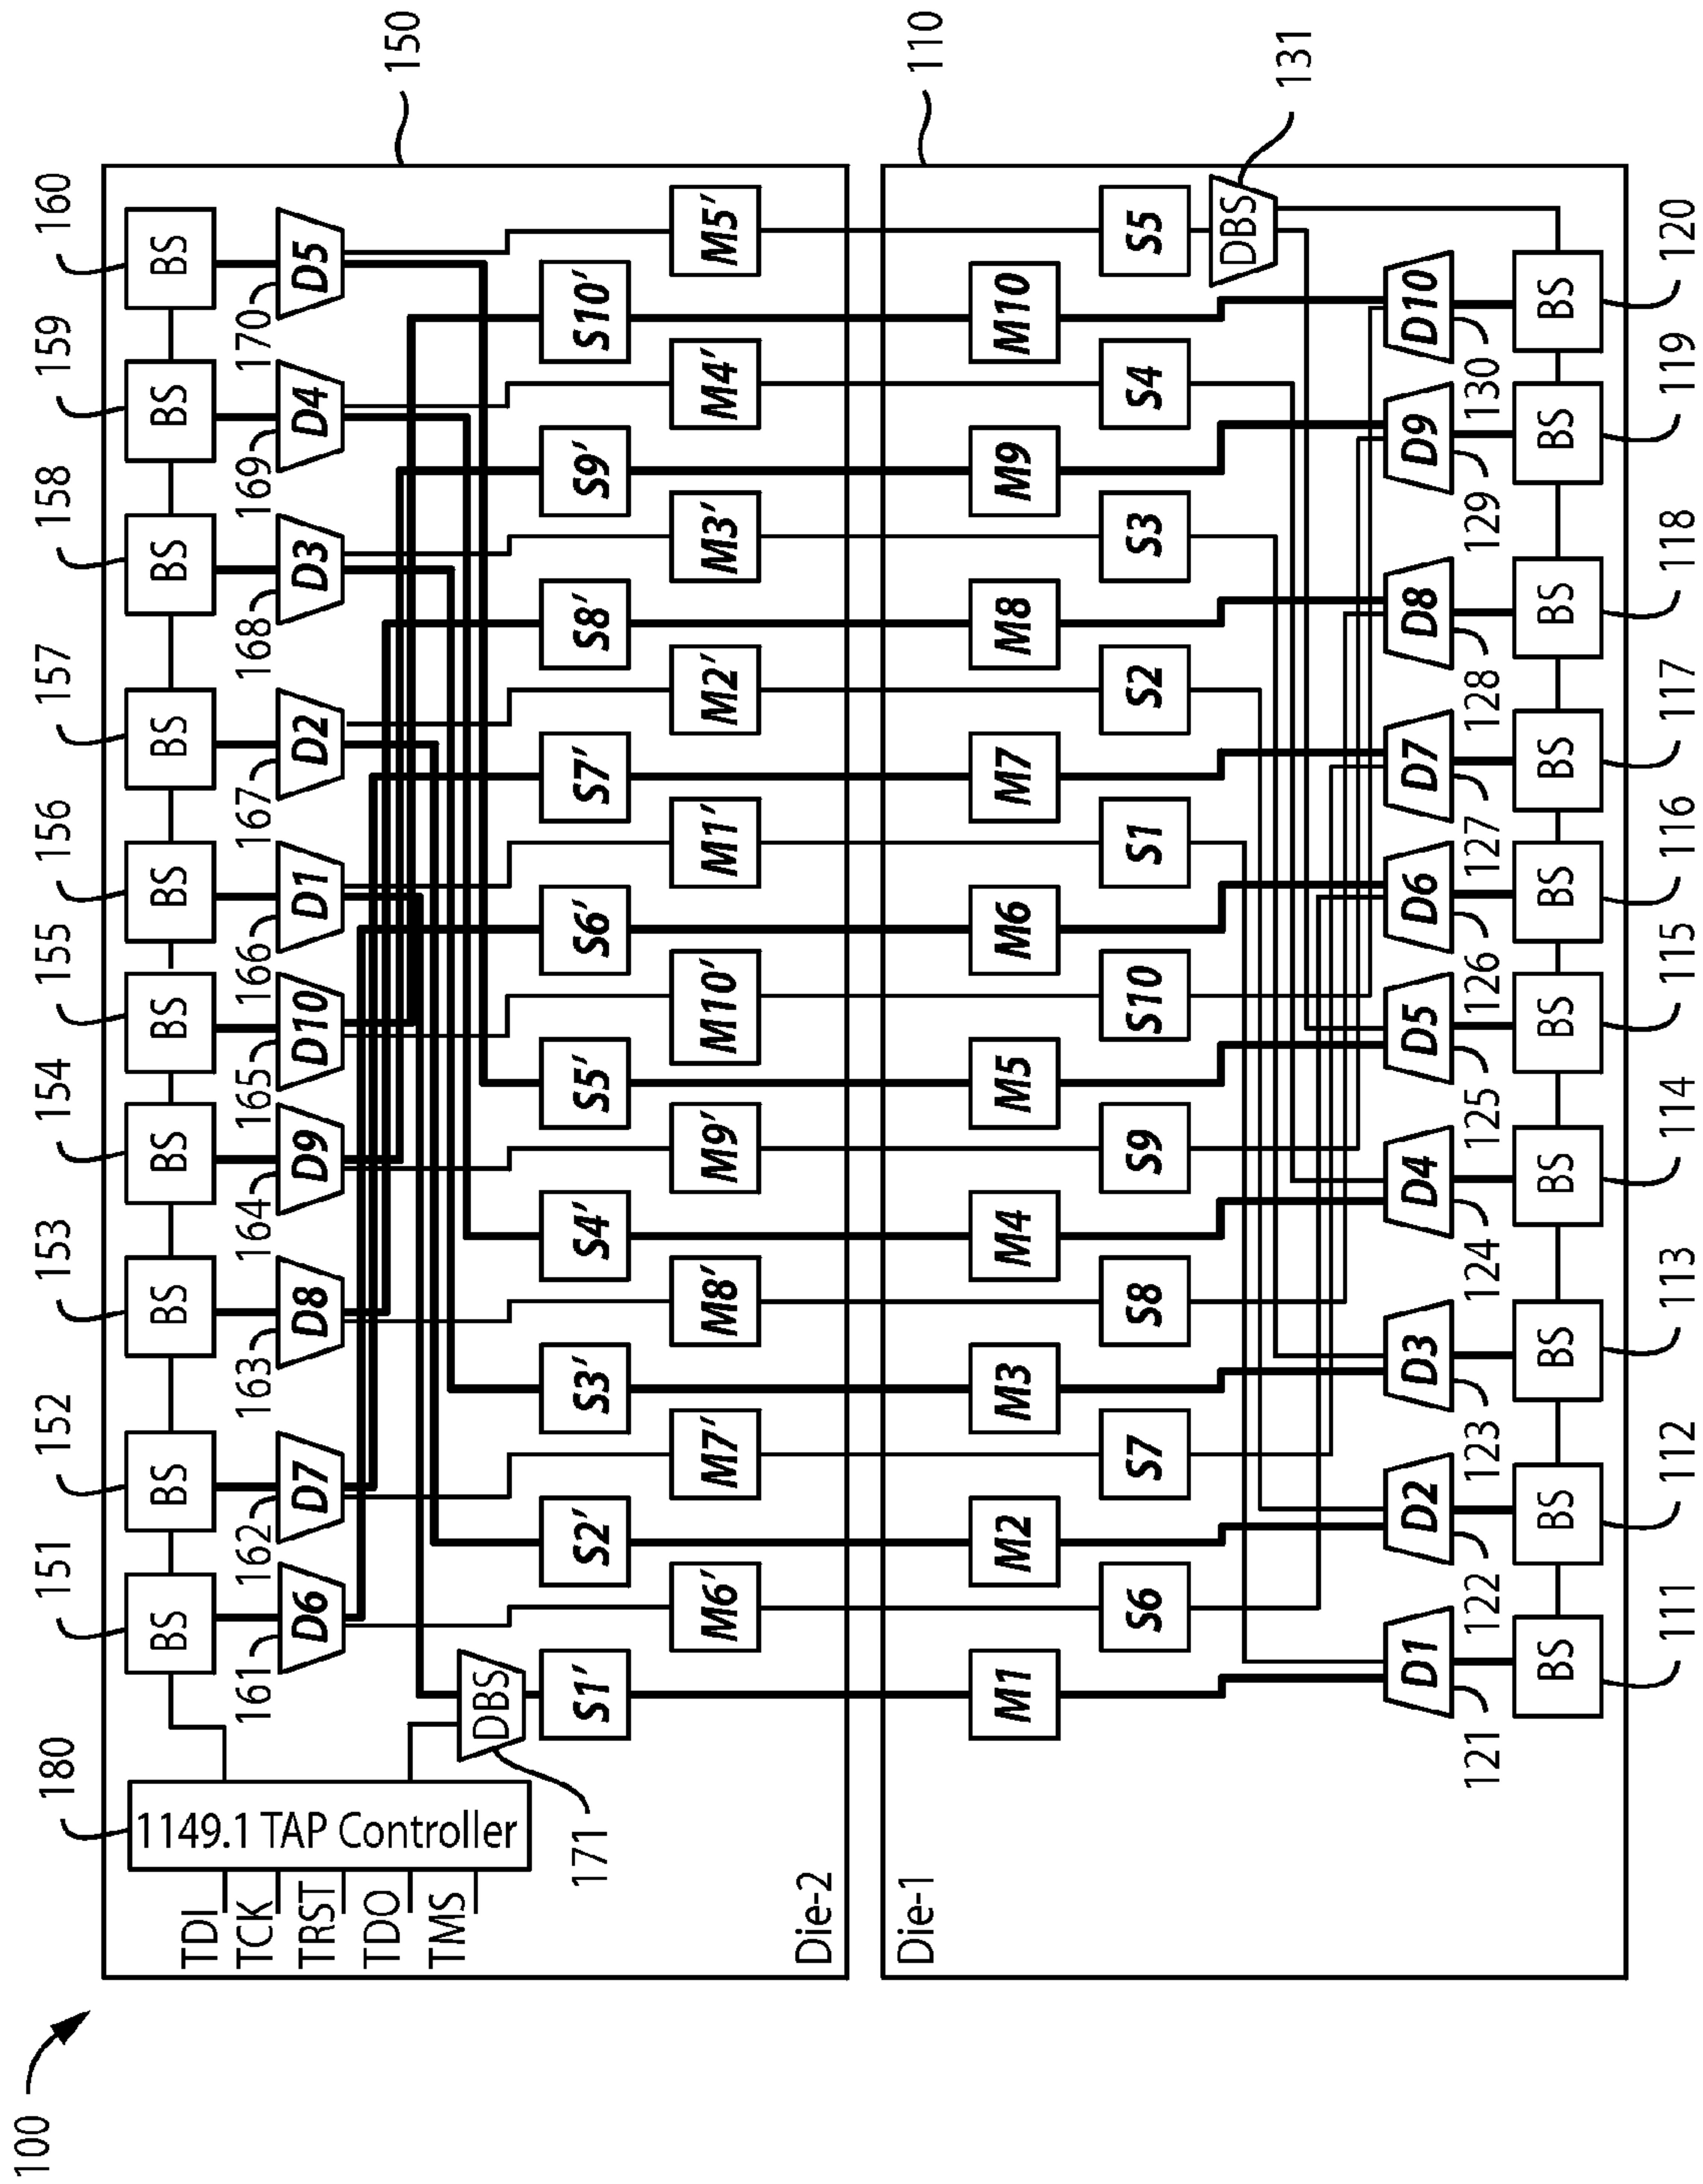 100
150
110
131
160
159
158
157
156
155
154
153
152
151
180
BS BS BS BS BS BS BS BS BS BS
1149.1 TAP Controller
TDI
TCK
TRST
TDO
TMS
161 162 163 164 165 166 167 168 169 170
D6 D7 D8 D9 D10 D1 D2 D3 D4 D5
171
DBS
S1' S2' S3' S4' S5' S6' S7' S8' S9' S10'
M6' M7' M8' M9' M10' M1' M2' M3' M4' M5'
Die-2
Die-1
M1 M2 M3 M4 M5 M6 M7 M8 M9 M10
S6 S7 S8 S9 S10 S1 S2 S3 S4 S5
DBS
D1 D2 D3 D4 D5 D6 D7 D8 D9 D10
121 122 123 124 125 126 127 128 129 130
BS BS BS BS BS BS BS BS BS BS
111 112 113 114 115 116 117 118 119 120